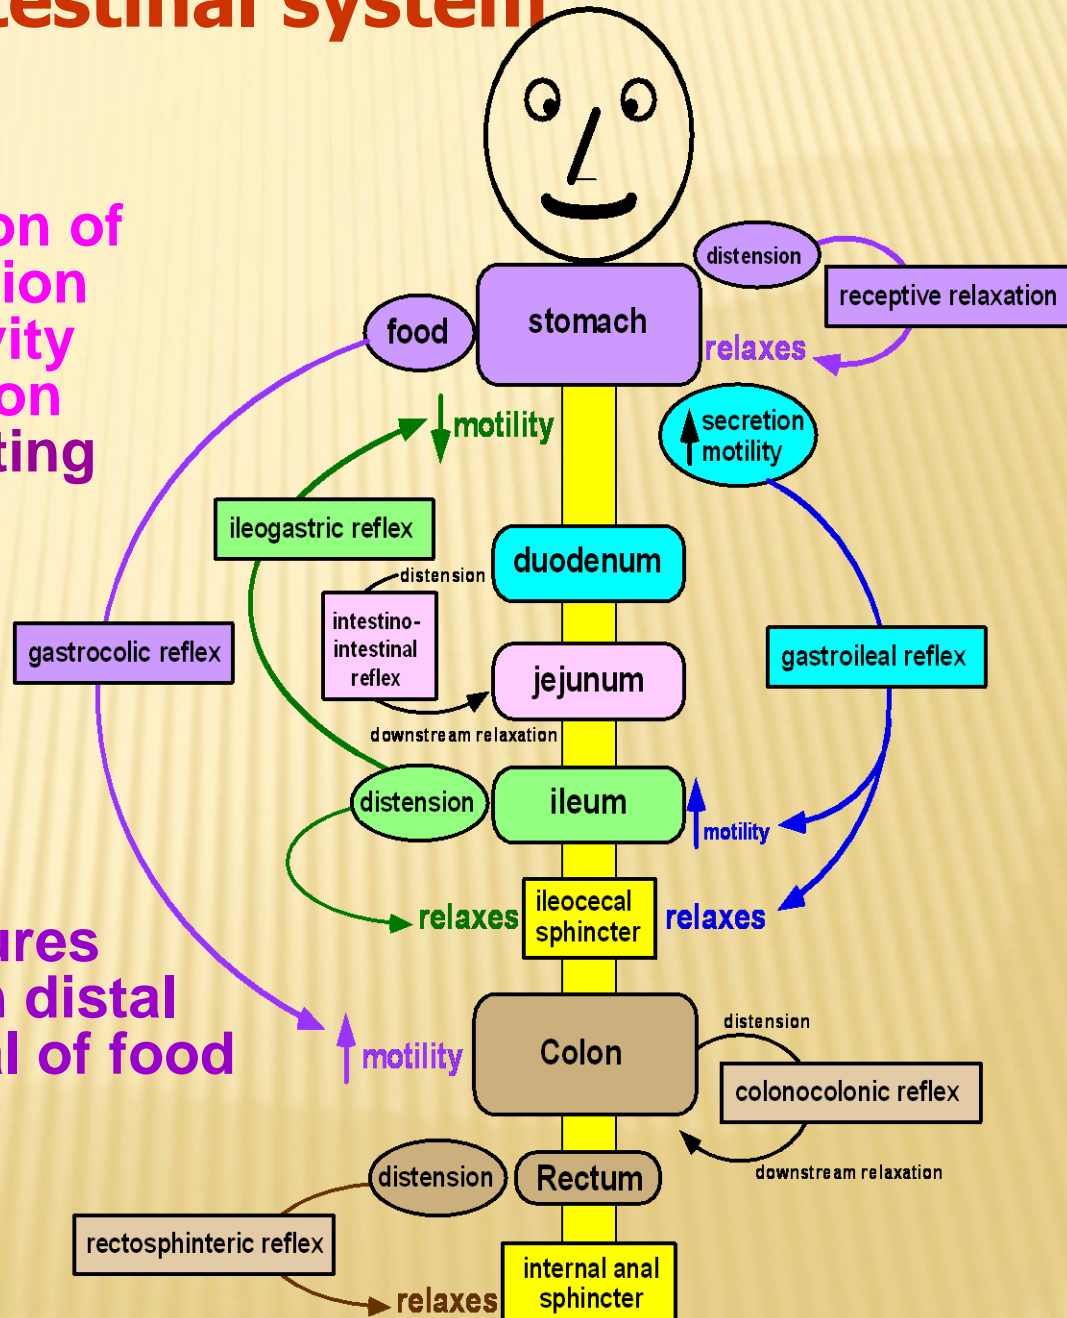 testinal system
on of
ion
vity
on
ting
distension
receptive relaxation
food
stomach
relaxes
motility
secretion
motility
ileogastric reflex
duodenum
distension
intestino-
intestinal
reflex
gastrocolic reflex
gastroileal reflex
jejunum
downstream relaxation
distension
ileum
motility
relaxes
ileocecal
sphincter
relaxes
ures
n distal
al of food
motility
Colon
distension
colonocolonic reflex
downstream relaxation
distension
Rectum
rectosphinteric reflex
relaxes
internal anal
sphincter